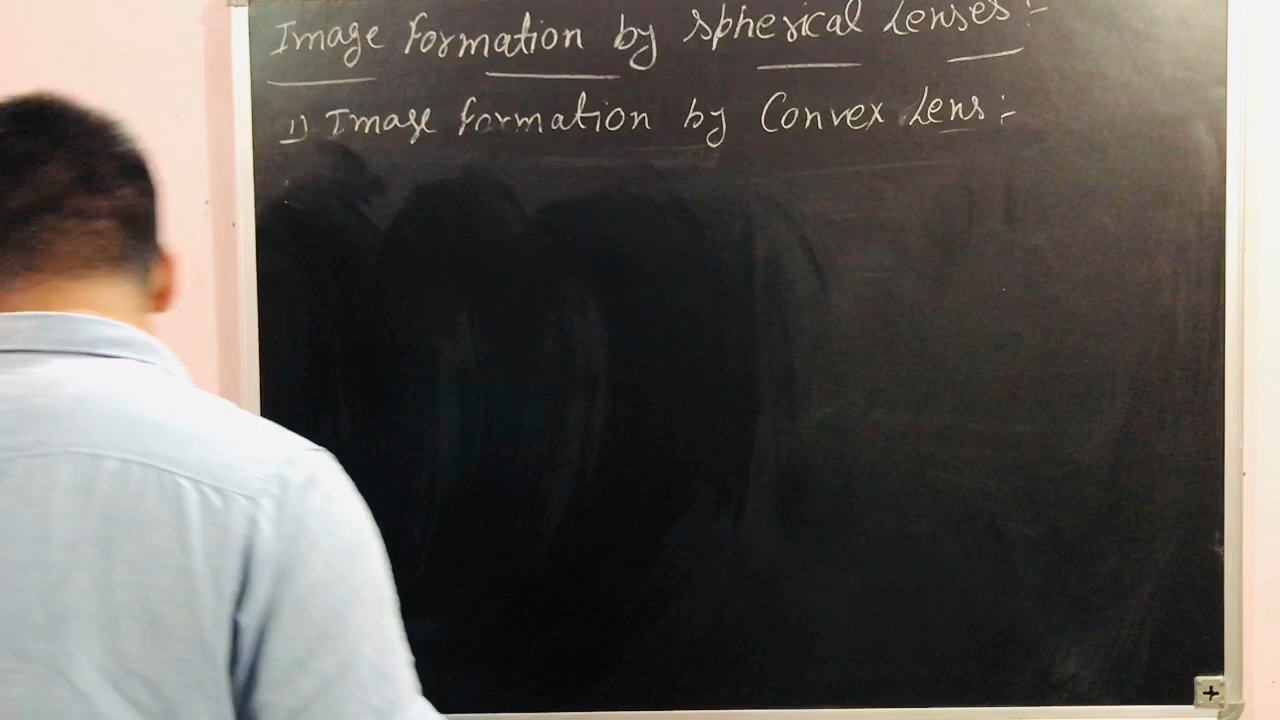 Image formation by spherical Lenses :-
1) Image formation by Convex Lens :-